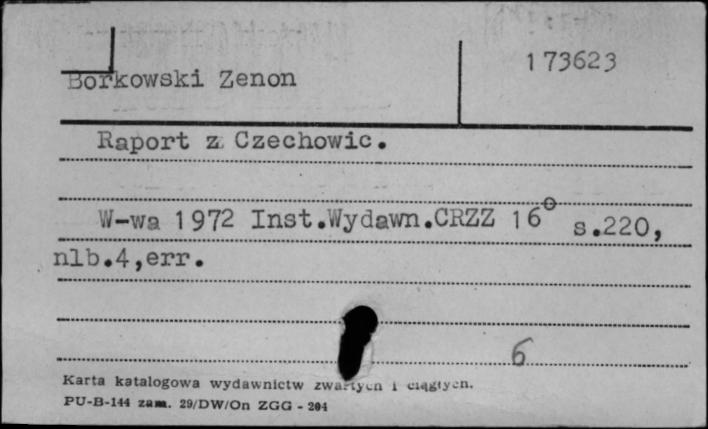 Borkowski Zenon
173623
Raport z Czechowic.
W-wa 1972 Inst.Wydawn.CRZZ 16° s.220,
nlb.4,err.
6
Karta katalogowa wydawnictw zwartych i ciągłych.
PU-B-144 zam. 29/DW/On ZGG - 204